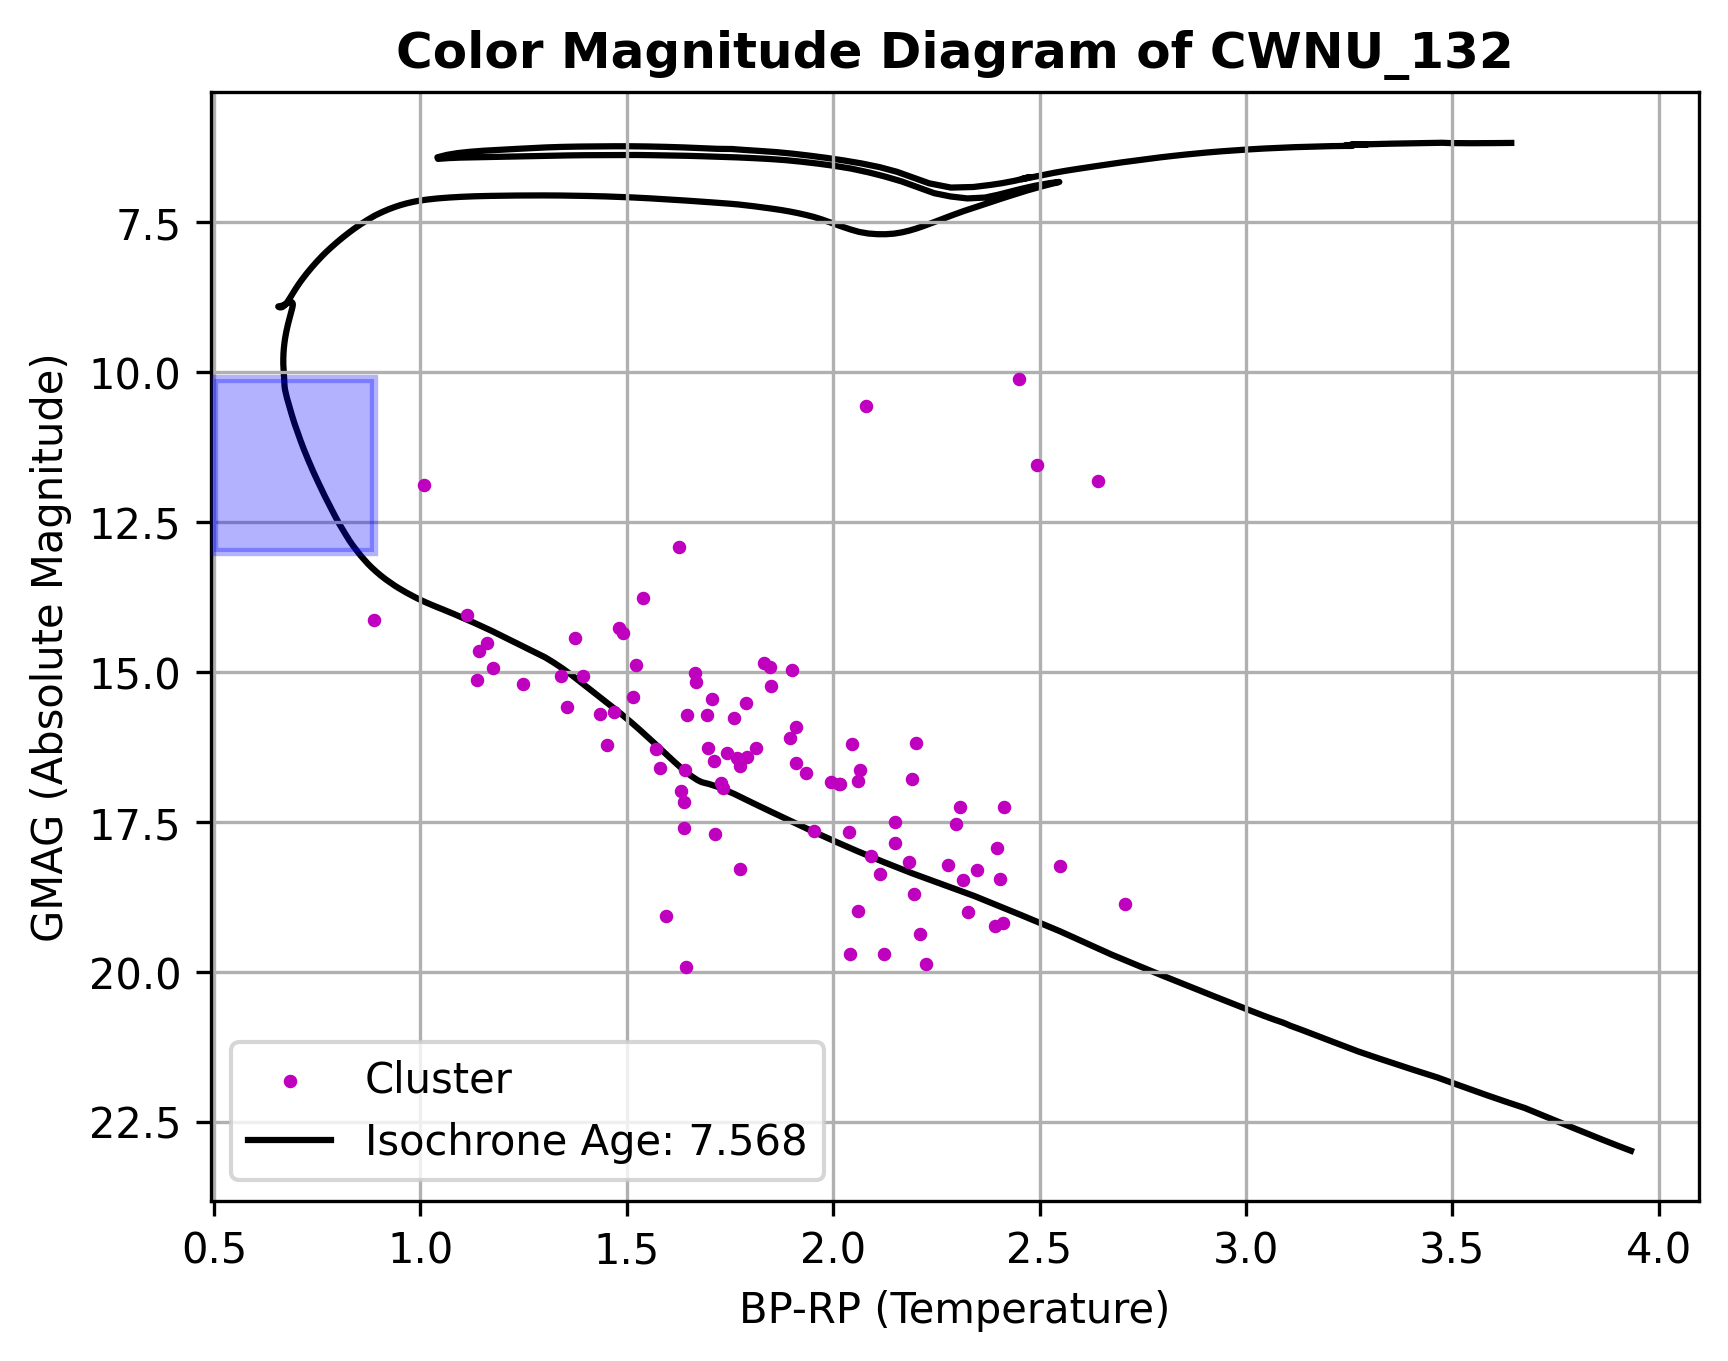 Color Magnitude Diagram of CWNU_132
GMAG (Absolute Magnitude)
7.5
10.0
12.5
15.0
17.5
20.0
22.5
Cluster
Isochrone Age: 7.568
0.5 1.0 1.5 2.0 2.5 3.0 3.5 4.0
BP-RP (Temperature)